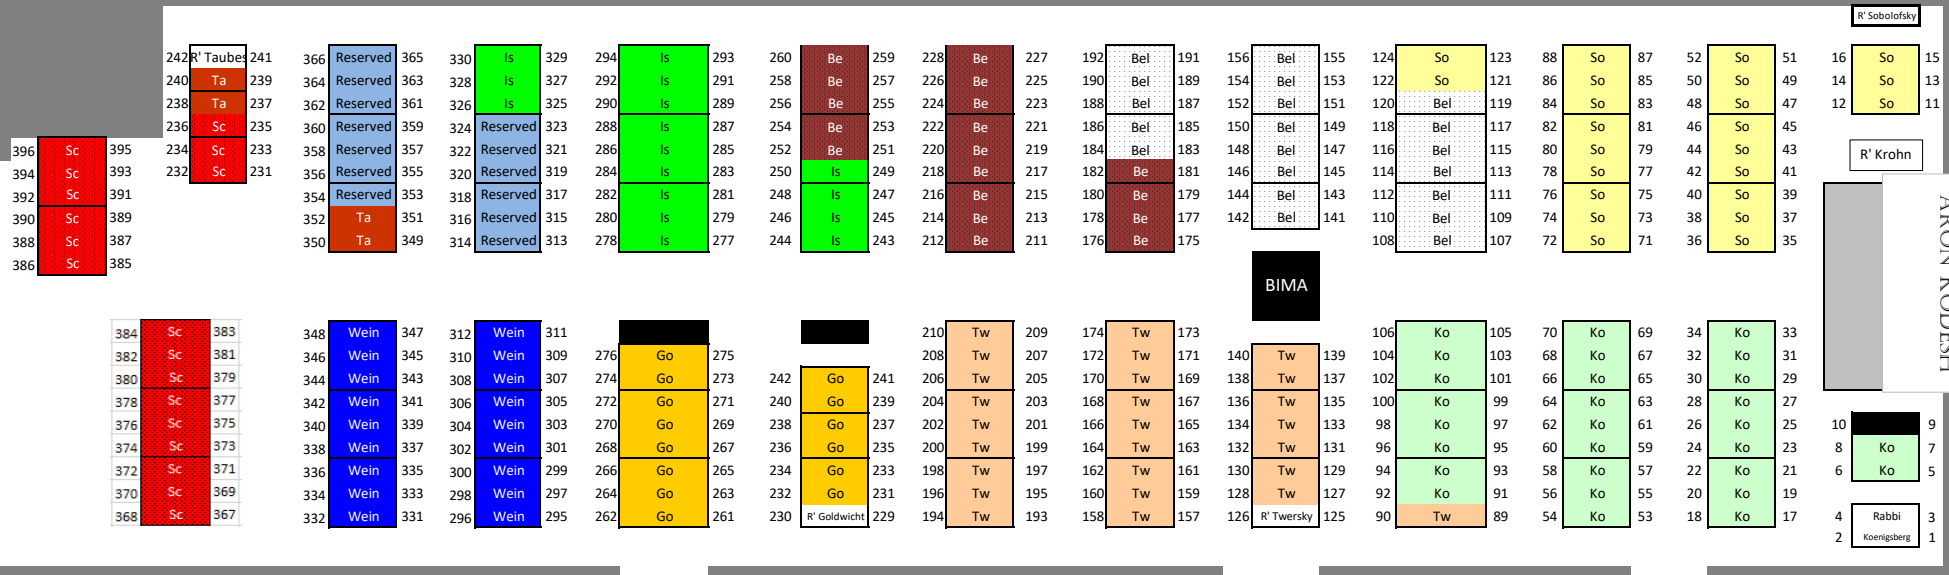 R' Sobolofsky
242 R' Taubes 241 366 Reserved 365 330 Is 329 294 Is 293 260 Be 259 228 Be 227 192 Bel 191 156 Bel 155 124 So 123 88 So 87 52 So 51 16 So 15
240 Ta 239 364 Reserved 363 328 Is 327 292 Is 291 258 Be 257 226 Be 225 190 Bel 189 154 Bel 153 122 So 121 86 So 85 50 So 49 14 So 13
238 Ta 237 362 Reserved 361 326 Is 325 290 Is 289 256 Be 255 224 Be 223 188 Bel 187 152 Bel 151 120 Bel 119 84 So 83 48 So 47 12 So 11
236 Sc 235 360 Reserved 359 324 Reserved 323 288 Is 287 254 Be 253 222 Be 221 186 Bel 185 150 Bel 149 118 Bel 117 82 So 81 46 So 45
396 Sc 395 234 Sc 233 358 Reserved 357 322 Reserved 321 286 Is 285 252 Be 251 220 Be 219 184 Bel 183 148 Bel 147 116 Bel 115 80 So 79 44 So 43 R' Krohn
394 Sc 393 232 Sc 231 356 Reserved 355 320 Reserved 319 284 Is 283 250 Is 249 218 Be 217 182 Be 181 146 Bel 145 114 Bel 113 78 So 77 42 So 41
392 Sc 391 354 Reserved 353 318 Reserved 317 282 Is 281 248 Is 247 216 Be 215 180 Be 179 144 Bel 143 112 Bel 111 76 So 75 40 So 39
390 Sc 389 352 Ta 351 316 Reserved 315 280 Is 279 246 Is 245 214 Be 213 178 Be 177 142 Bel 141 110 Bel 109 74 So 73 38 So 37
388 Sc 387 350 Ta 349 314 Reserved 313 278 Is 277 244 Is 243 212 Be 211 176 Be 175 108 Bel 107 72 So 71 36 So 35
386 Sc 385
BIMA
ARON KODESH
384 Sc 383 348 Wein 347 312 Wein 311 210 Tw 209 174 Tw 173 106 Ko 105 70 Ko 69 34 Ko 33
382 Sc 381 346 Wein 345 310 Wein 309 276 Go 275 208 Tw 207 172 Tw 171 140 Tw 139 104 Ko 103 68 Ko 67 32 Ko 31
380 Sc 379 344 Wein 343 308 Wein 307 274 Go 273 242 Go 241 206 Tw 205 170 Tw 169 138 Tw 137 102 Ko 101 66 Ko 65 30 Ko 29
378 Sc 377 342 Wein 341 306 Wein 305 272 Go 271 240 Go 239 204 Tw 203 168 Tw 167 136 Tw 135 100 Ko 99 64 Ko 63 28 Ko 27
376 Sc 375 340 Wein 339 304 Wein 303 270 Go 269 238 Go 237 202 Tw 201 166 Tw 165 134 Tw 133 98 Ko 97 62 Ko 61 26 Ko 25 10 9
374 Sc 373 338 Wein 337 302 Wein 301 268 Go 267 236 Go 235 200 Tw 199 164 Tw 163 132 Tw 131 96 Ko 95 60 Ko 59 24 Ko 23 8 Ko 7
372 Sc 371 336 Wein 335 300 Wein 299 266 Go 265 234 Go 233 198 Tw 197 162 Tw 161 130 Tw 129 94 Ko 93 58 Ko 57 22 Ko 21 6 Ko 5
370 Sc 369 334 Wein 333 298 Wein 297 264 Go 263 232 Go 231 196 Tw 195 160 Tw 159 128 Tw 127 92 Ko 91 56 Ko 55 20 Ko 19
368 Sc 367 332 Wein 331 296 Wein 295 262 Go 261 230 R' Goldwicht 229 194 Tw 193 158 Tw 157 126 R' Twersky 125 90 Tw 89 54 Ko 53 18 Ko 17 4 Rabbi 3
2 Koenigsberg 1